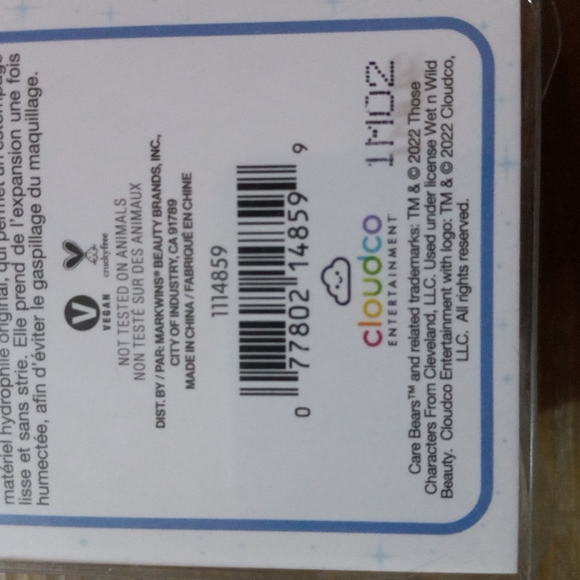 matériel hydrophile original, qui permet un estompage
lisse et sans strie. Elle prend de l'expansion une fois
humectée, afin d'éviter le gaspillage du maquillage.
V
VEGAN
crueltyfree
NOT TESTED ON ANIMALS
NON TESTÉ SUR DES ANIMAUX
DIST. BY / PAR: MARKWINS® BEAUTY BRANDS, INC.,
CITY OF INDUSTRY, CA 91789
MADE IN CHINA / FABRIQUÉ EN CHINE
1114859
0 77802 14859 9
cloudco
ENTERTAINMENT™
1M02
Care Bears™ and related trademarks: TM & © 2022 Those
Characters From Cleveland, LLC. Used under license Wet n Wild
Beauty. Cloudco Entertainment with logo: TM & © 2022 Cloudco,
LLC. All rights reserved.